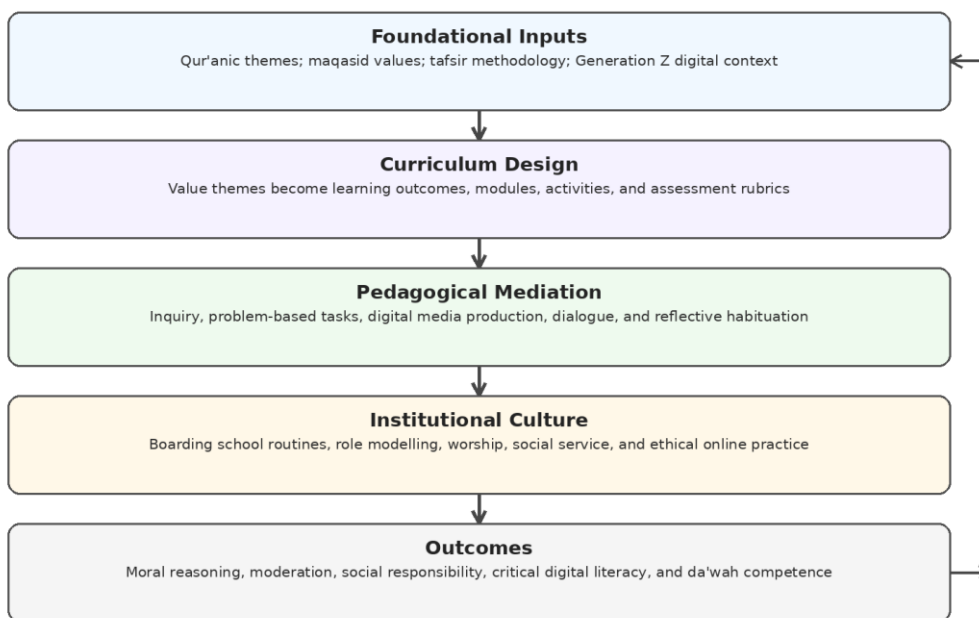 Foundational Inputs
Qur'anic themes; maqasid values; tafsir methodology; Generation Z digital context
Curriculum Design
Value themes become learning outcomes, modules, activities, and assessment rubrics
Pedagogical Mediation
Inquiry, problem-based tasks, digital media production, dialogue, and reflective habituation
Institutional Culture
Boarding school routines, role modelling, worship, social service, and ethical online practice
Outcomes
Moral reasoning, moderation, social responsibility, critical digital literacy, and da'wah competence